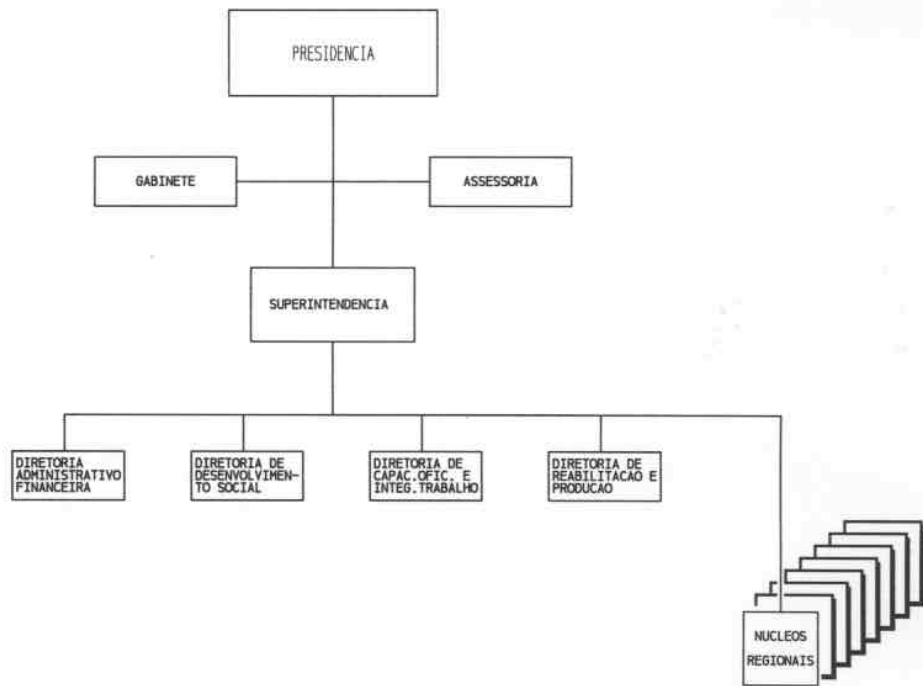 PRESIDENCIA
GABINETE
ASSESSORIA
SUPERINTENDENCIA
DIRETORIA
ADMINISTRATIVO
FINANCEIRA
DIRETORIA DE
DESENVOLVIMEN-
TO SOCIAL
DIRETORIA DE
CAPAC.OFIC. E
INTEG.TRABALHO
DIRETORIA DE
REABILITACAO E
PRODUCAO
NUCLEOS
REGIONAIS